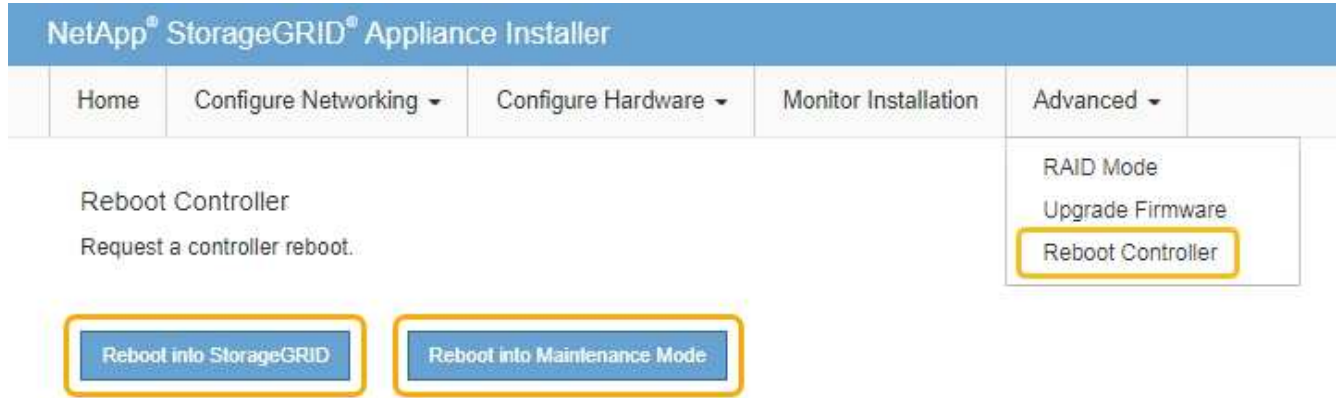 NetApp® StorageGRID® Appliance Installer
Home Configure Networking Configure Hardware Monitor Installation Advanced
RAID Mode
Upgrade Firmware
Reboot Controller
Reboot Controller
Request a controller reboot.
Reboot into StorageGRID Reboot into Maintenance Mode